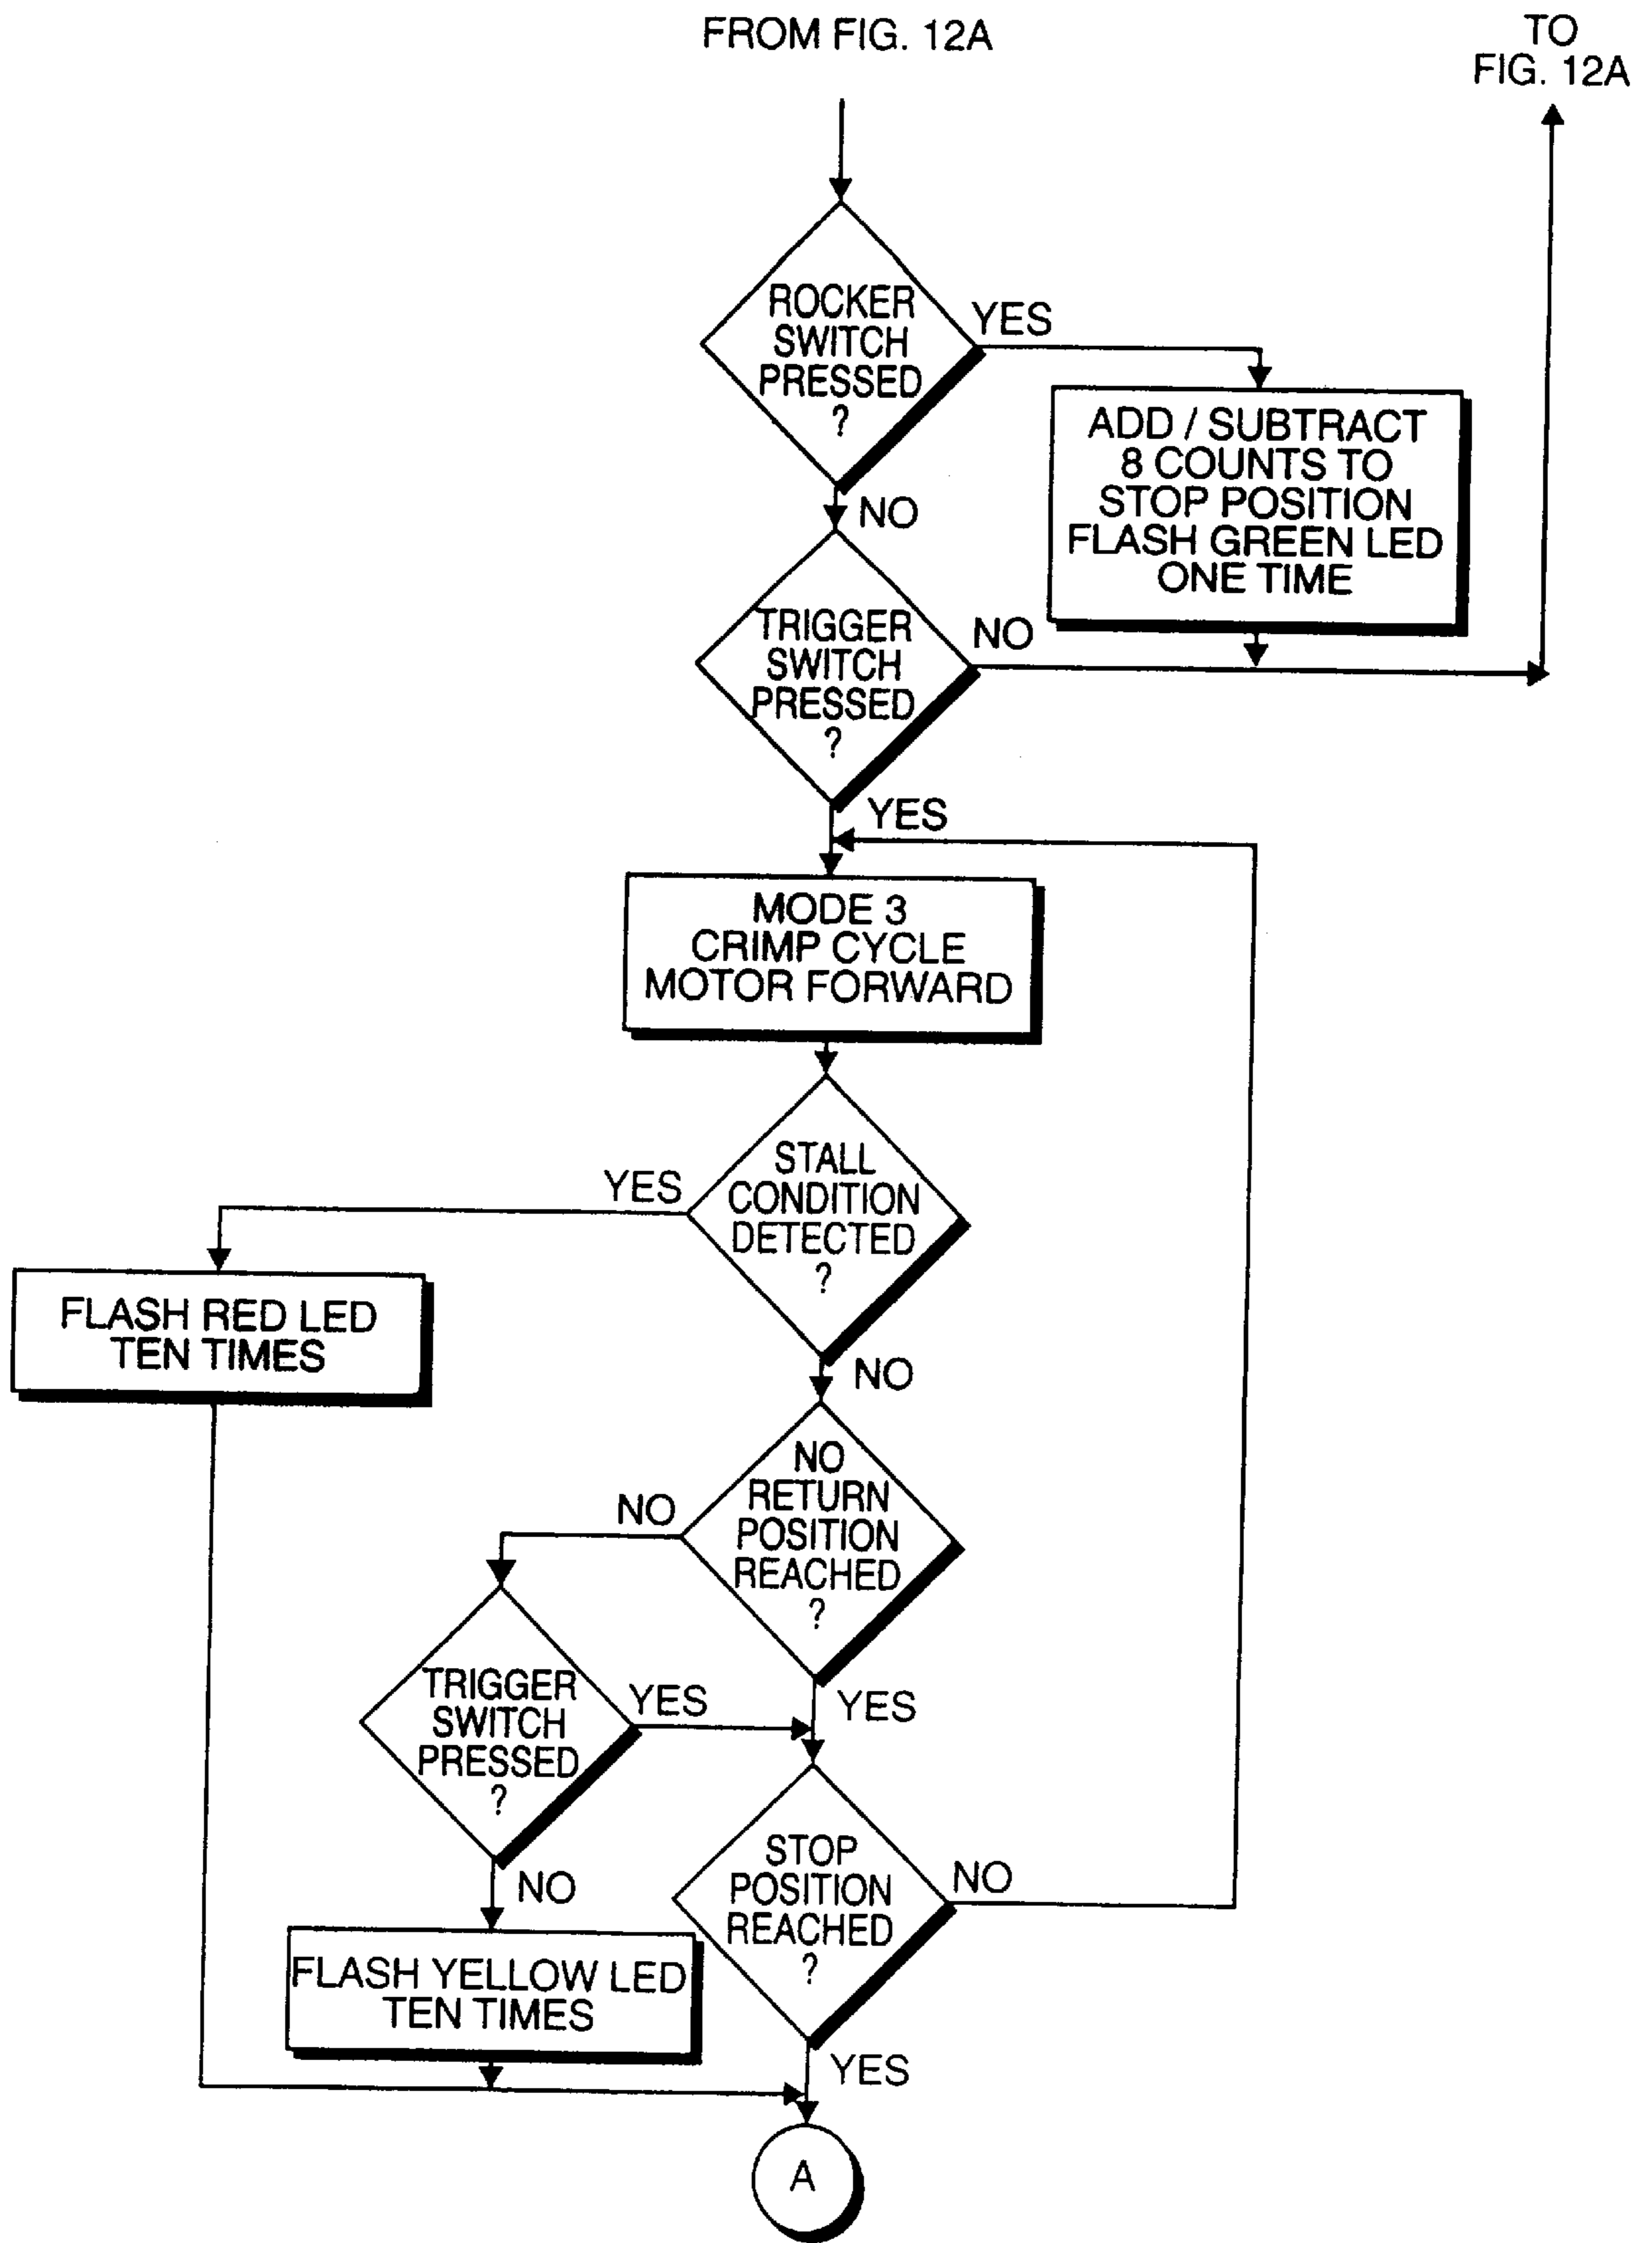 FROM FIG. 12A
TO
FIG. 12A
ROCKER
SWITCH
PRESSED
?
YES
ADD / SUBTRACT
8 COUNTS TO
STOP POSITION
FLASH GREEN LED
ONE TIME
NO
TRIGGER
SWITCH
PRESSED
?
NO
YES
MODE 3
CRIMP CYCLE
MOTOR FORWARD
STALL
CONDITION
DETECTED
?
YES
FLASH RED LED
TEN TIMES
NO
NO
RETURN
POSITION
REACHED
?
NO
YES
TRIGGER
SWITCH
PRESSED
?
YES
NO
STOP
POSITION
REACHED
?
NO
FLASH YELLOW LED
TEN TIMES
YES
A